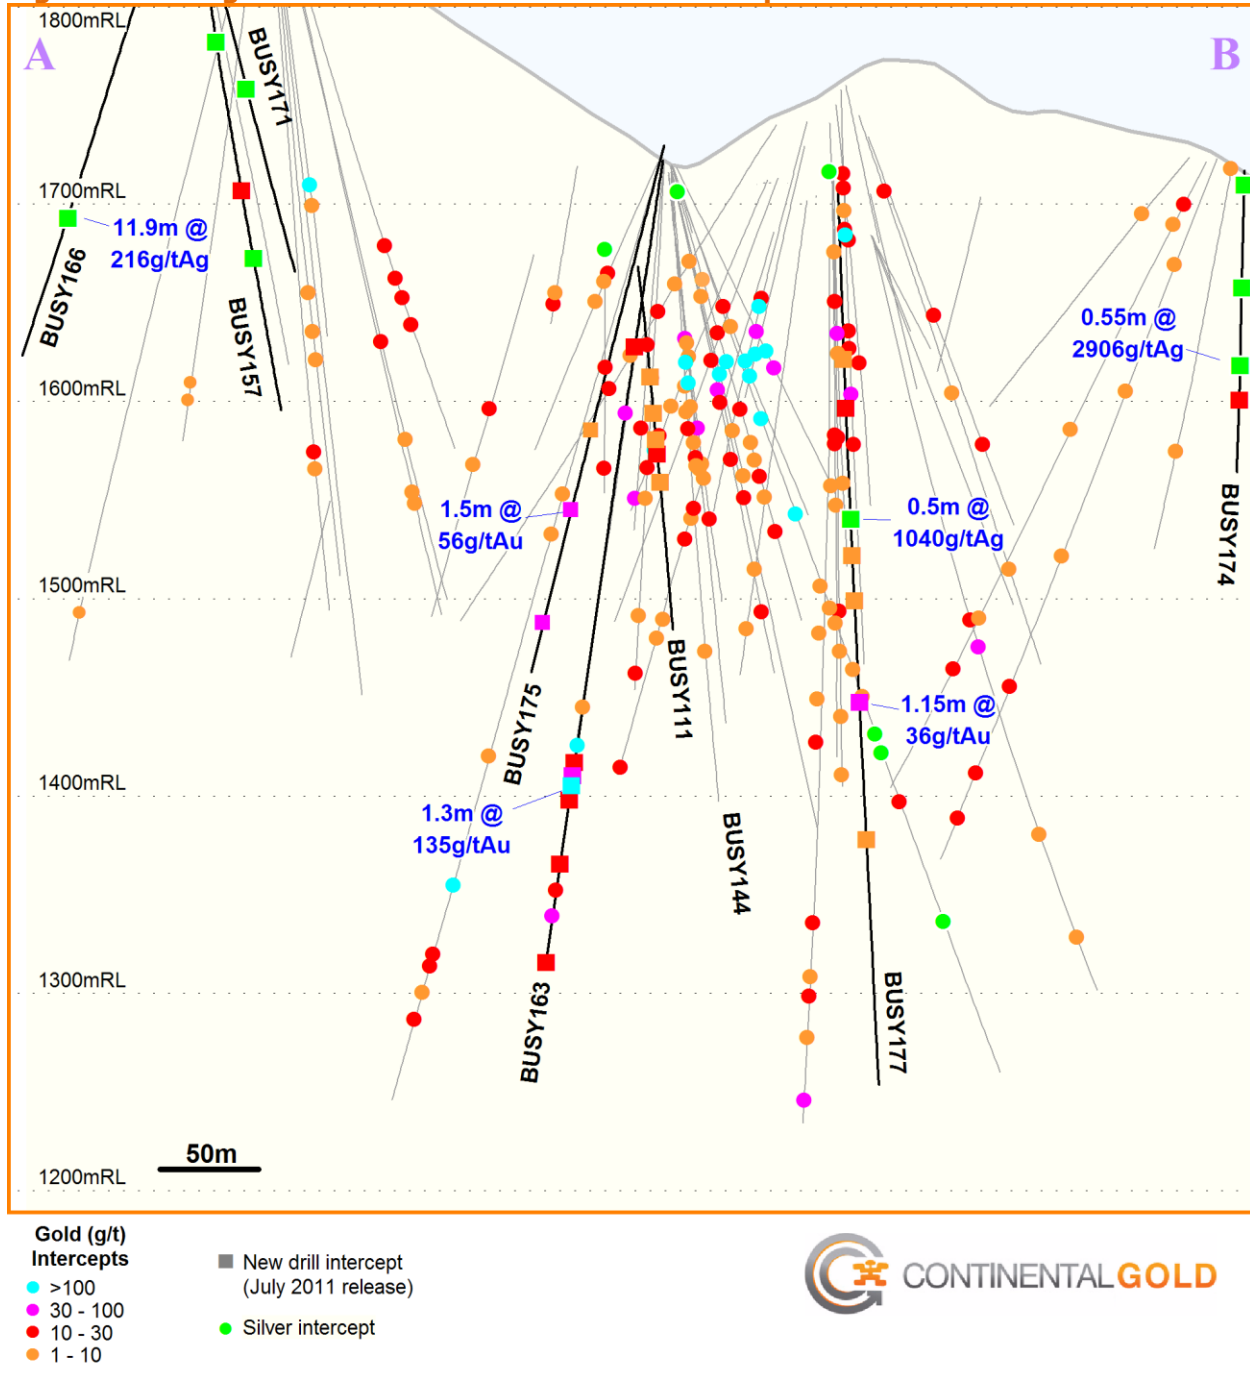 1800mRL
A
B
BUSY171
1700mRL
11.9m @
216g/tAg
BUSY166
BUSY157
0.55m @
2906g/tAg
1600mRL
1.5m @
56g/tAu
0.5m @
1040g/tAg
BUSY174
1500mRL
BUSY175
BUSY111
1.15m @
36g/tAu
1400mRL
1.3m @
135g/tAu
BUSY144
1300mRL
BUSY163
BUSY177
50m
1200mRL
Gold (g/t)
Intercepts
>100
30 - 100
10 - 30
1 - 10
New drill intercept
(July 2011 release)
Silver intercept
CONTINENTAL GOLD